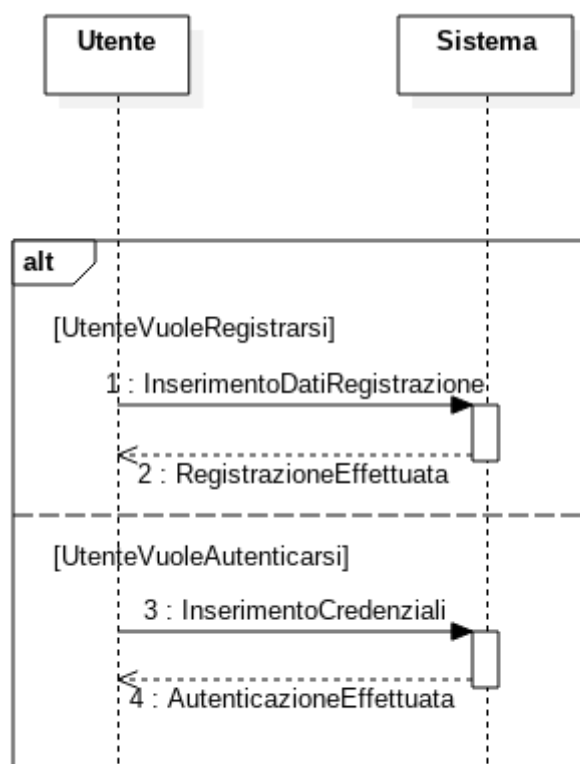 Utente
Sistema
alt
[UtenteVuoleRegistrarsi]
1 : InserimentoDatiRegistrazione
2 : RegistrazioneEffettuata
[UtenteVuoleAutenticarsi]
3 : InserimentoCredenziali
4 : AutenticazioneEffettuata